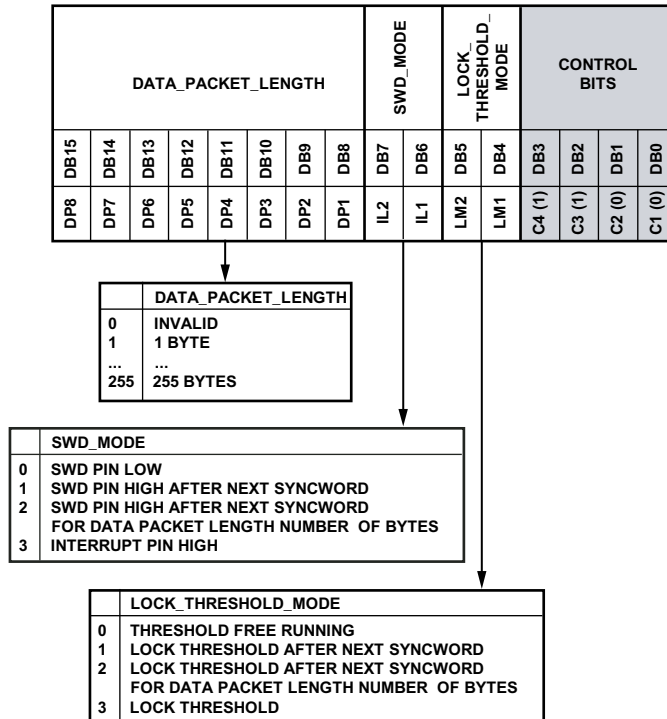 DATA_PACKET_LENGTH
SWD_MODE
LOCK_
THRESHOLD_
MODE
CONTROL
BITS
DB15 DB14 DB13 DB12 DB11 DB10 DB9 DB8 DB7 DB6 DB5 DB4 DB3 DB2 DB1 DB0
DP8 DP7 DP6 DP5 DP4 DP3 DP2 DP1 IL2 IL1 LM2 LM1 C4 (1) C3 (1) C2 (0) C1 (0)
DATA_PACKET_LENGTH
0 INVALID
1 1 BYTE
... ...
255 255 BYTES
SWD_MODE
0 SWD PIN LOW
1 SWD PIN HIGH AFTER NEXT SYNCWORD
2 SWD PIN HIGH AFTER NEXT SYNCWORD
FOR DATA PACKET LENGTH NUMBER OF BYTES
3 INTERRUPT PIN HIGH
LOCK_THRESHOLD_MODE
0 THRESHOLD FREE RUNNING
1 LOCK THRESHOLD AFTER NEXT SYNCWORD
2 LOCK THRESHOLD AFTER NEXT SYNCWORD
FOR DATA PACKET LENGTH NUMBER OF BYTES
3 LOCK THRESHOLD